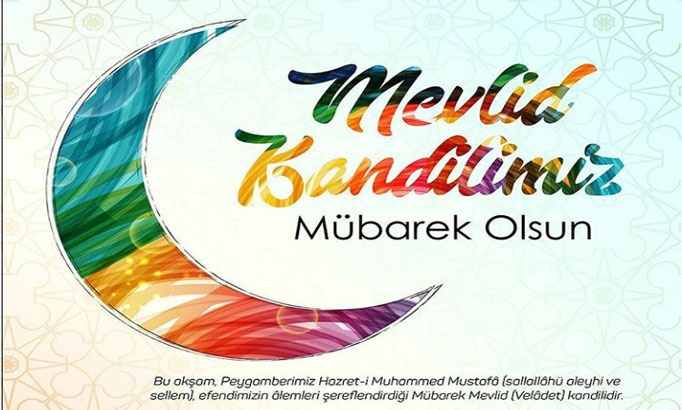 Mevlid
Kandilimiz
Mübarek Olsun
Bu akşam, Peygamberimiz Hazret-i Muhammed Mustafâ (sallallâhü aleyhi ve
sellem), efendimizin âlemleri şereflendirdiği Mübarek Mevlid (Velâdet) kandilidir.